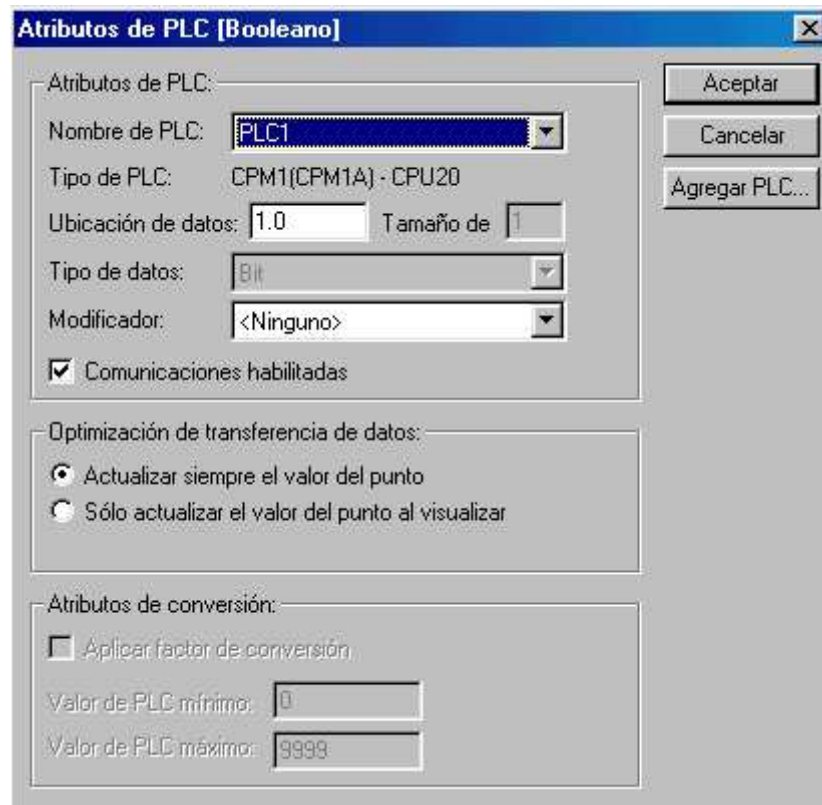 Atributos de PLC [Booleano]
Atributos de PLC:
Aceptar
Nombre de PLC: PLC1
Cancelar
Tipo de PLC: CPM1(CPM1A) - CPU20
Agregar PLC...
Ubicación de datos: 1.0 Tamaño de 1
Tipo de datos: Bit
Modificador: <Ninguno>
Comunicaciones habilitadas
Optimización de transferencia de datos:
Actualizar siempre el valor del punto
Sólo actualizar el valor del punto al visualizar
Atributos de conversión:
Aplicar factor de conversión
Valor de PLC mínimo: 0
Valor de PLC máximo: 9999